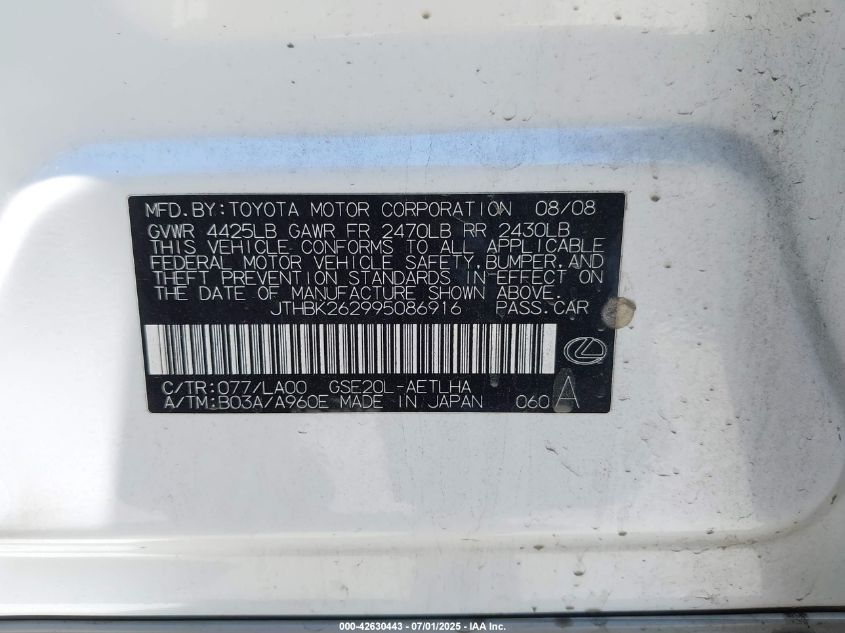 MFD.BY:TOYOTA MOTOR CORPORATION 08/08
GVWR 4425LB GAWR FR 2470LB RR 2430LB
THIS VEHICLE CONFORMS TO ALL APPLICABLE
FEDERAL MOTOR VEHICLE SAFETY,BUMPER,AND
THEFT PREVENTION STANDARDS IN EFFECT ON
THE DATE OF MANUFACTURE SHOWN ABOVE.
JTHBK262995086916 PASS.CAR
C/TR:077/LA00 GSE20L-AETLHA
A/TM:B03A/A960E MADE IN JAPAN 060 A
000-42630443 - 07/01/2025 - IAA Inc.